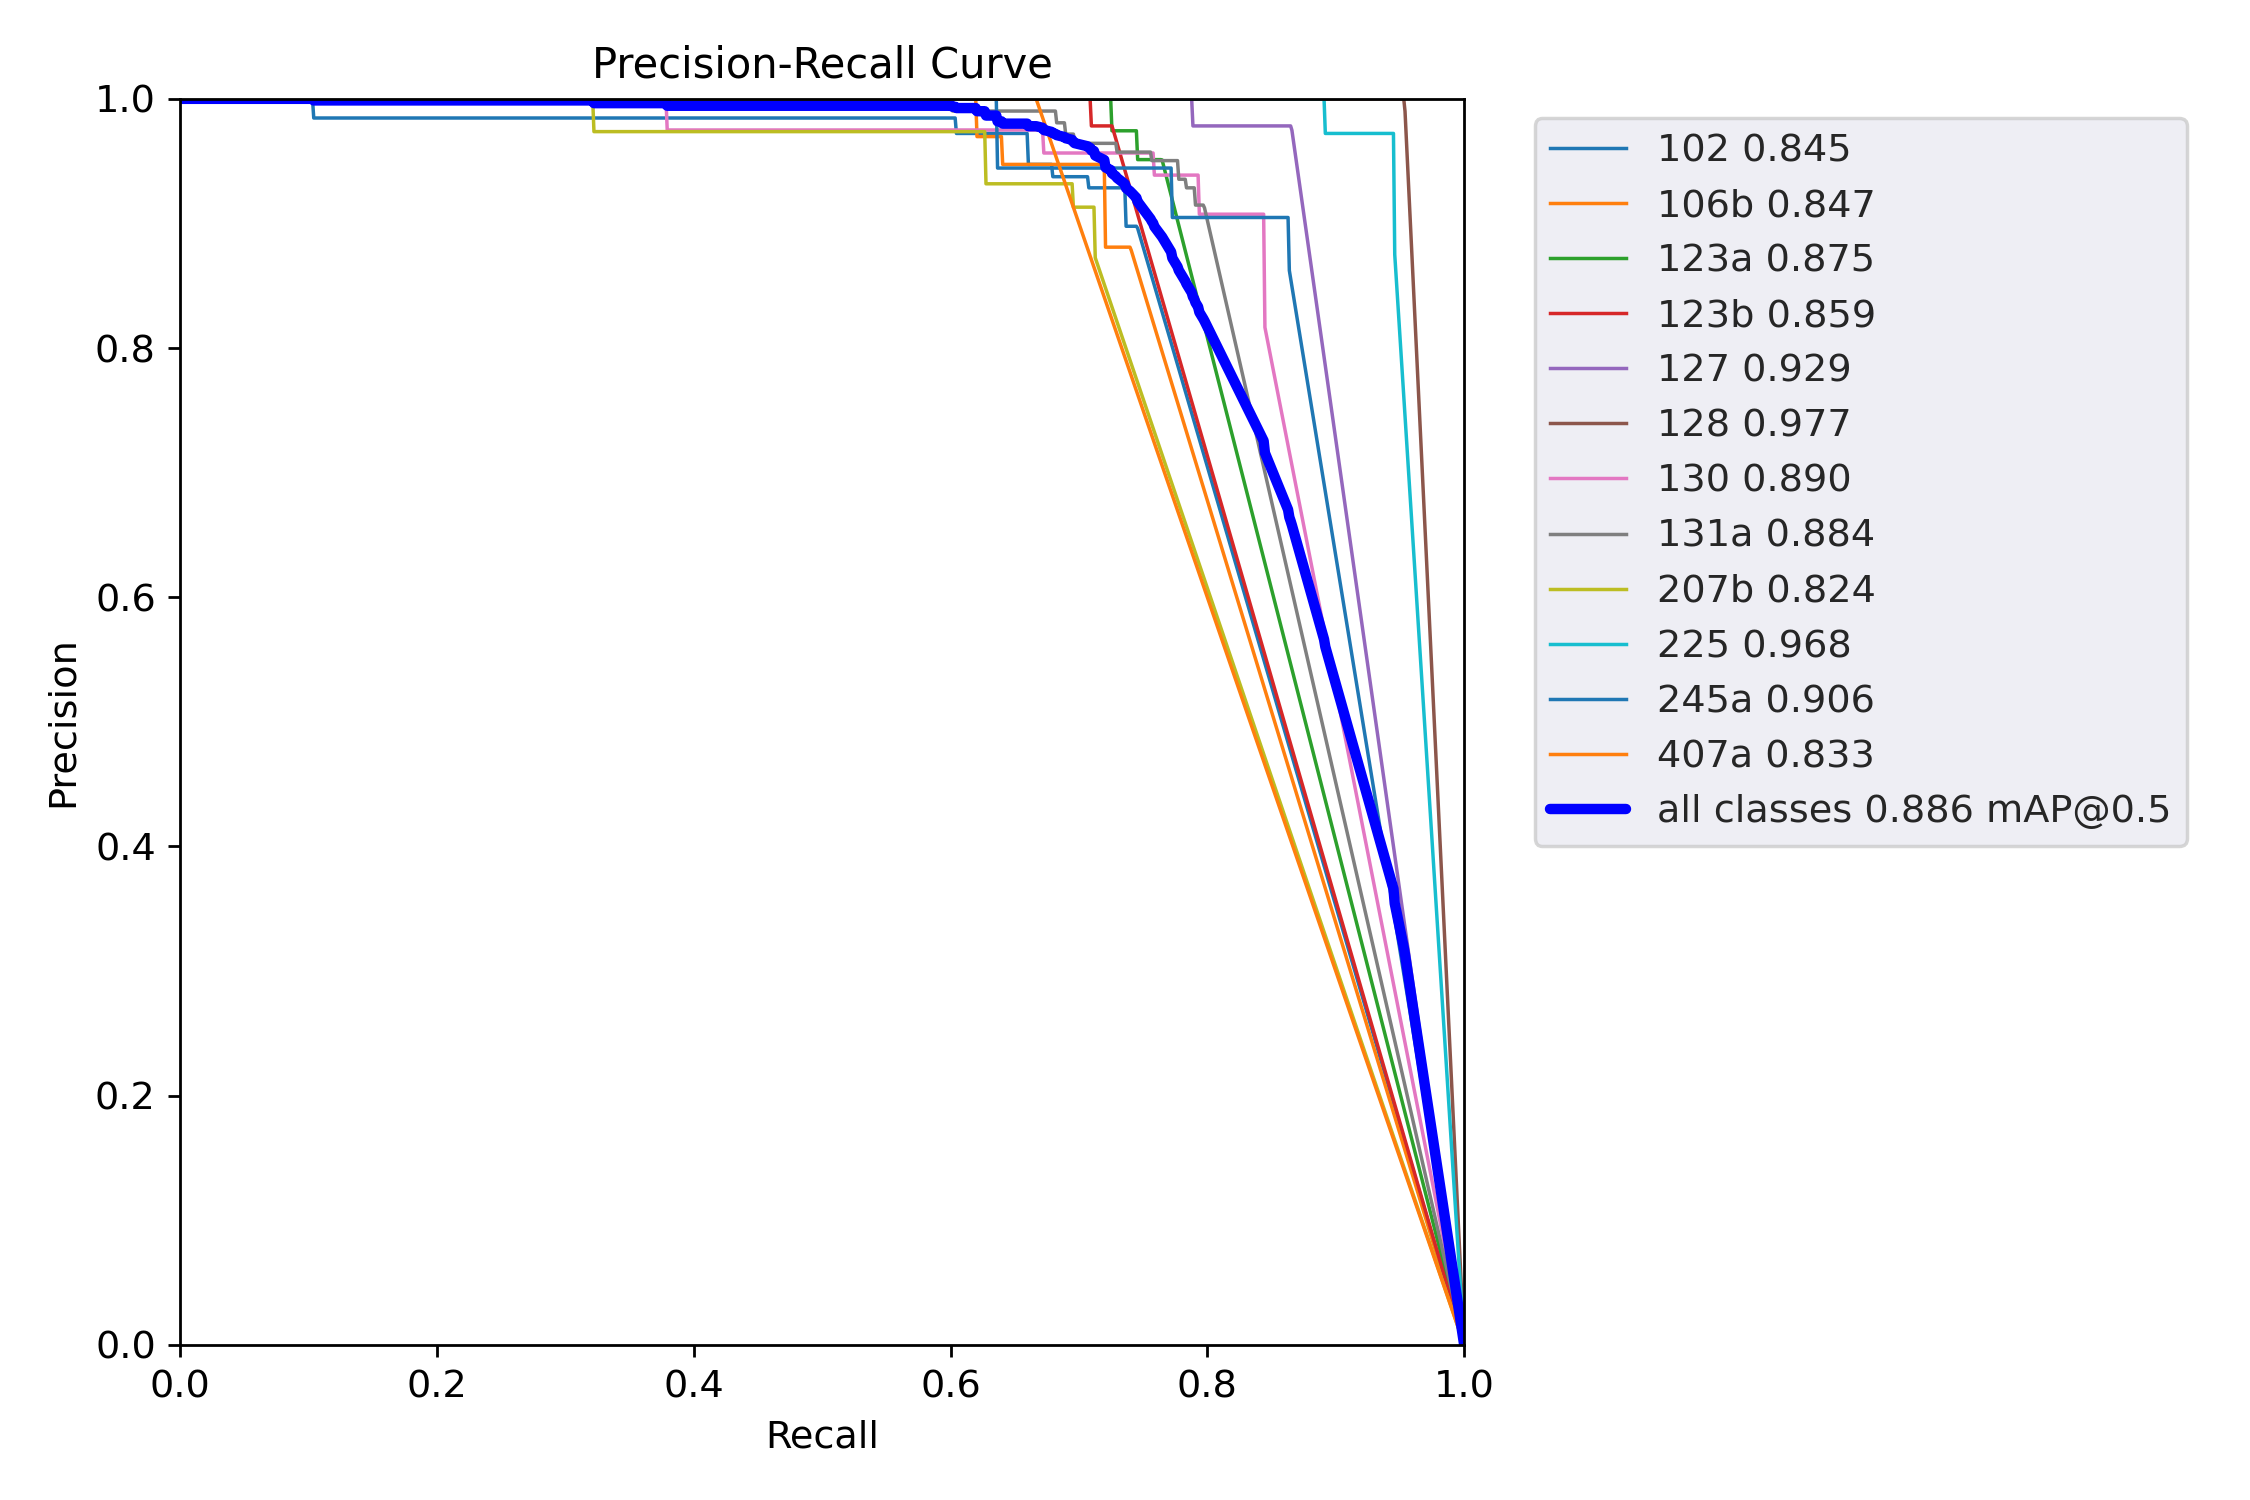 Precision-Recall Curve
1.0
0.8
0.6
0.4
0.2
0.0
Precision
0.0 0.2 0.4 0.6 0.8 1.0
Recall
102 0.845
106b 0.847
123a 0.875
123b 0.859
127 0.929
128 0.977
130 0.890
131a 0.884
207b 0.824
225 0.968
245a 0.906
407a 0.833
all classes 0.886 mAP@0.5